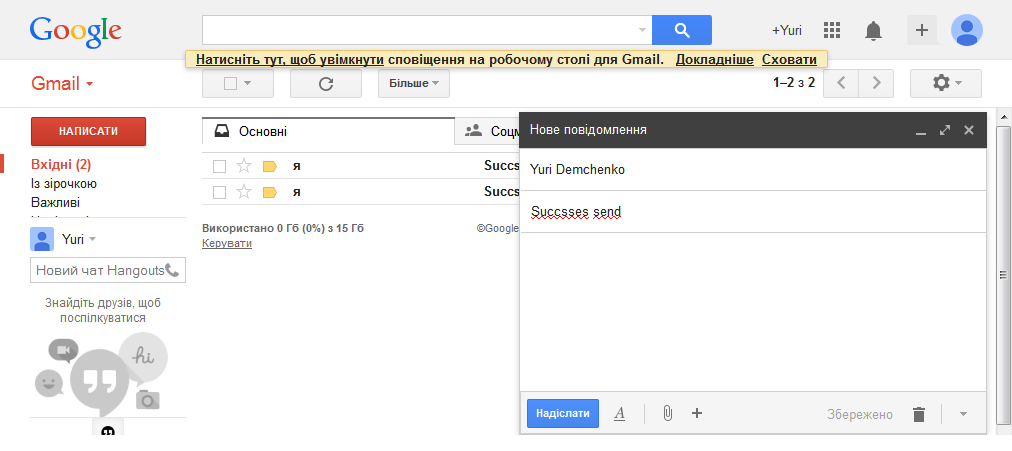 Google
+Yuri
Натисніть тут, щоб увімкнути сповіщення на робочому столі для Gmail. Докладніше Сховати
Gmail
Більше
1–2 з 2
НАПИСАТИ
Основні
Соцм
Нове повідомлення
Вхідні (2)
Із зірочкою
Важливі
я Succs
я Succs
Yuri Demchenko
Succsses send
Використано 0 Гб (0%) з 15 Гб
Керувати
©Google
Yuri
Новий чат Hangouts
Знайдіть друзів, щоб
поспілкуватися
hi
Надіслати
A
Збережено